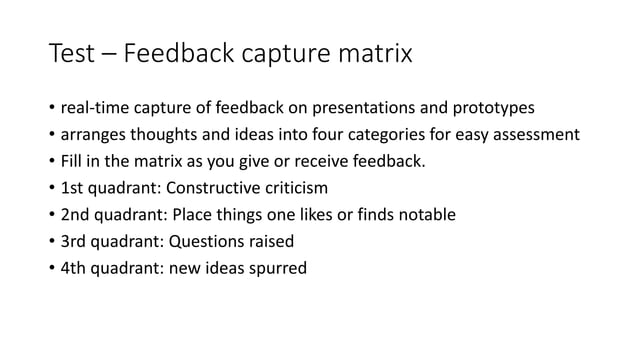 Test – Feedback capture matrix
• real-time capture of feedback on presentations and prototypes
• arranges thoughts and ideas into four categories for easy assessment
• Fill in the matrix as you give or receive feedback.
• 1st quadrant: Constructive criticism
• 2nd quadrant: Place things one likes or finds notable
• 3rd quadrant: Questions raised
• 4th quadrant: new ideas spurred